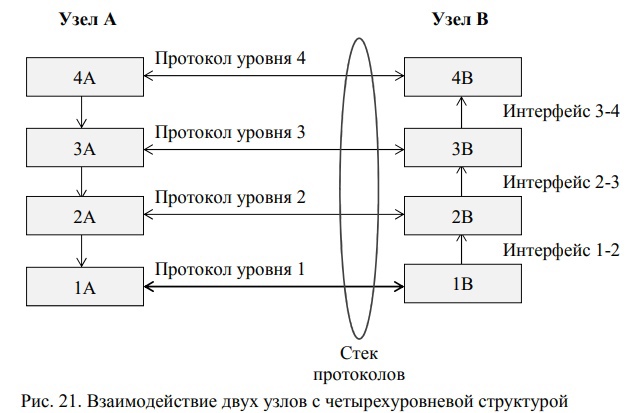 Узел А
Узел В
Протокол уровня 4
4А
4В
Интерфейс 3-4
Протокол уровня 3
3А
3В
Интерфейс 2-3
Протокол уровня 2
2А
2В
Интерфейс 1-2
Протокол уровня 1
1А
1В
Стек
протоколов
Рис. 21. Взаимодействие двух узлов с четырехуровневой структурой